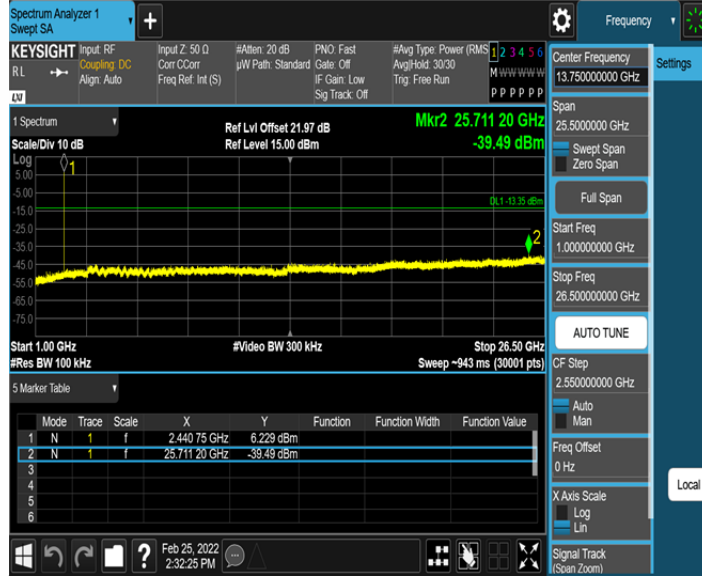 Spectrum Analyzer 1
Swept SA
+
Frequency
KEYSIGHT
RL
LXI
Input: RF
Coupling: DC
Align: Auto
Input Z: 50 Ω
Corr CCorr
Freq Ref: Int (S)
#Atten: 20 dB
µW Path: Standard
PNO: Fast
Gate: Off
IF Gain: Low
Sig Track: Off
#Avg Type: Power (RMS
Avg|Hold: 30/30
Trig: Free Run
1 2 3 4 5 6
M W W W W W
P P P P P P
Center Frequency
13.750000000 GHz
Settings
Span
25.5000000 GHz
Swept Span
Zero Span
Full Span
Start Freq
1.000000000 GHz
Stop Freq
26.500000000 GHz
AUTO TUNE
CF Step
2.550000000 GHz
Auto
Man
Freq Offset
0 Hz
X Axis Scale
Log
Lin
Signal Track
(Span Zoom)
Local
1 Spectrum
Scale/Div 10 dB
Ref Lvl Offset 21.97 dB
Ref Level 15.00 dBm
Mkr2 25.711 20 GHz
-39.49 dBm
Log
1
5.00
-5.00
DL1 -13.35 dBm
-15.0
-25.0
2
-35.0
-45.0
-55.0
-65.0
-75.0
Start 1.00 GHz
#Video BW 300 kHz
Stop 26.50 GHz
#Res BW 100 kHz
Sweep ~943 ms (30001 pts)
5 Marker Table
Mode Trace Scale X Y Function Function Width Function Value
1 N 1 f 2.440 75 GHz 6.229 dBm
2 N 1 f 25.711 20 GHz -39.49 dBm
3
4
5
6
?
Feb 25, 2022
2:32:25 PM